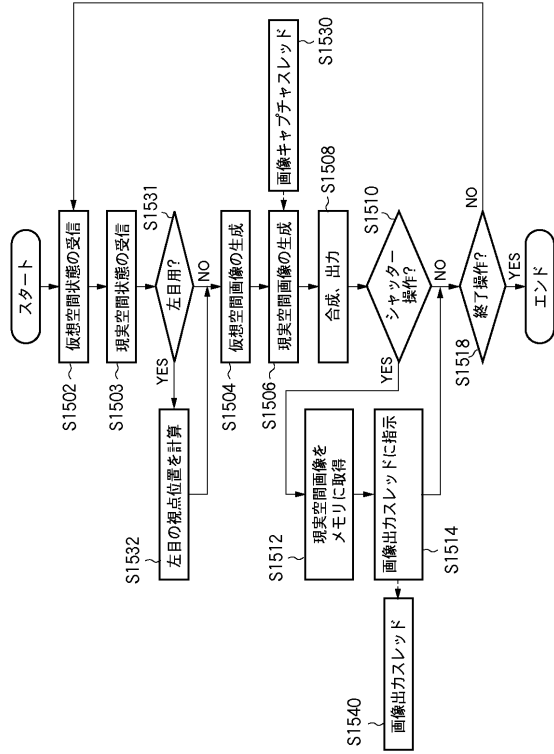 スタート
S1502
仮想空間状態の受信
S1503
現実空間状態の受信
S1531
左目用?
YES
NO
S1532
左目の視点位置を計算
S1504
仮想空間画像の生成
S1506
現実空間画像の生成
画像キャプチャスレッド
S1530
S1508
合成、出力
S1510
シャッター
操作?
YES
NO
S1512
現実空間画像を
メモリに取得
S1514
画像出力スレッドに指示
S1540
画像出力スレッド
S1518
終了操作?
NO
YES
エンド